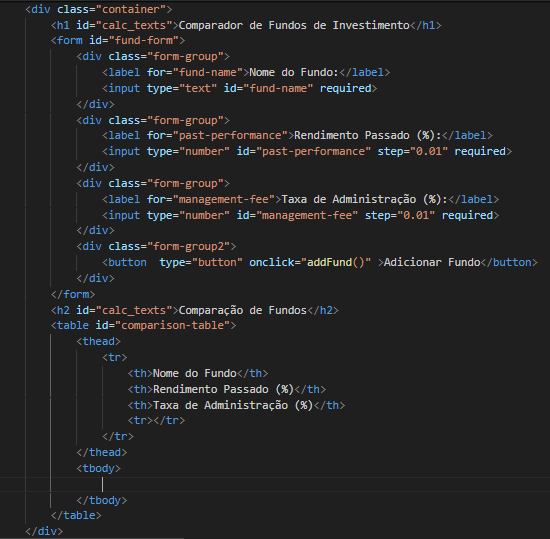 <div class="container">
<h1 id="calc_texts">Comparador de Fundos de Investimento</h1>
<form id="fund-form">
<div class="form-group">
<label for="fund-name">Nome do Fundo:</label>
<input type="text" id="fund-name" required>
</div>
<div class="form-group">
<label for="past-performance">Rendimento Passado (%):</label>
<input type="number" id="past-performance" step="0.01" required>
</div>
<div class="form-group">
<label for="management-fee">Taxa de Administração (%):</label>
<input type="number" id="management-fee" step="0.01" required>
</div>
<div class="form-group2">
<button  type="button" onclick="addFund()" >Adicionar Fundo</button>
</div>
</form>
<h2 id="calc_texts">Comparação de Fundos</h2>
<table id="comparison-table">
<thead>
<tr>
<th>Nome do Fundo</th>
<th>Rendimento Passado (%)</th>
<th>Taxa de Administração (%)</th>
<tr></tr>
</tr>
</thead>
<tbody>
</tbody>
</table>
</div>